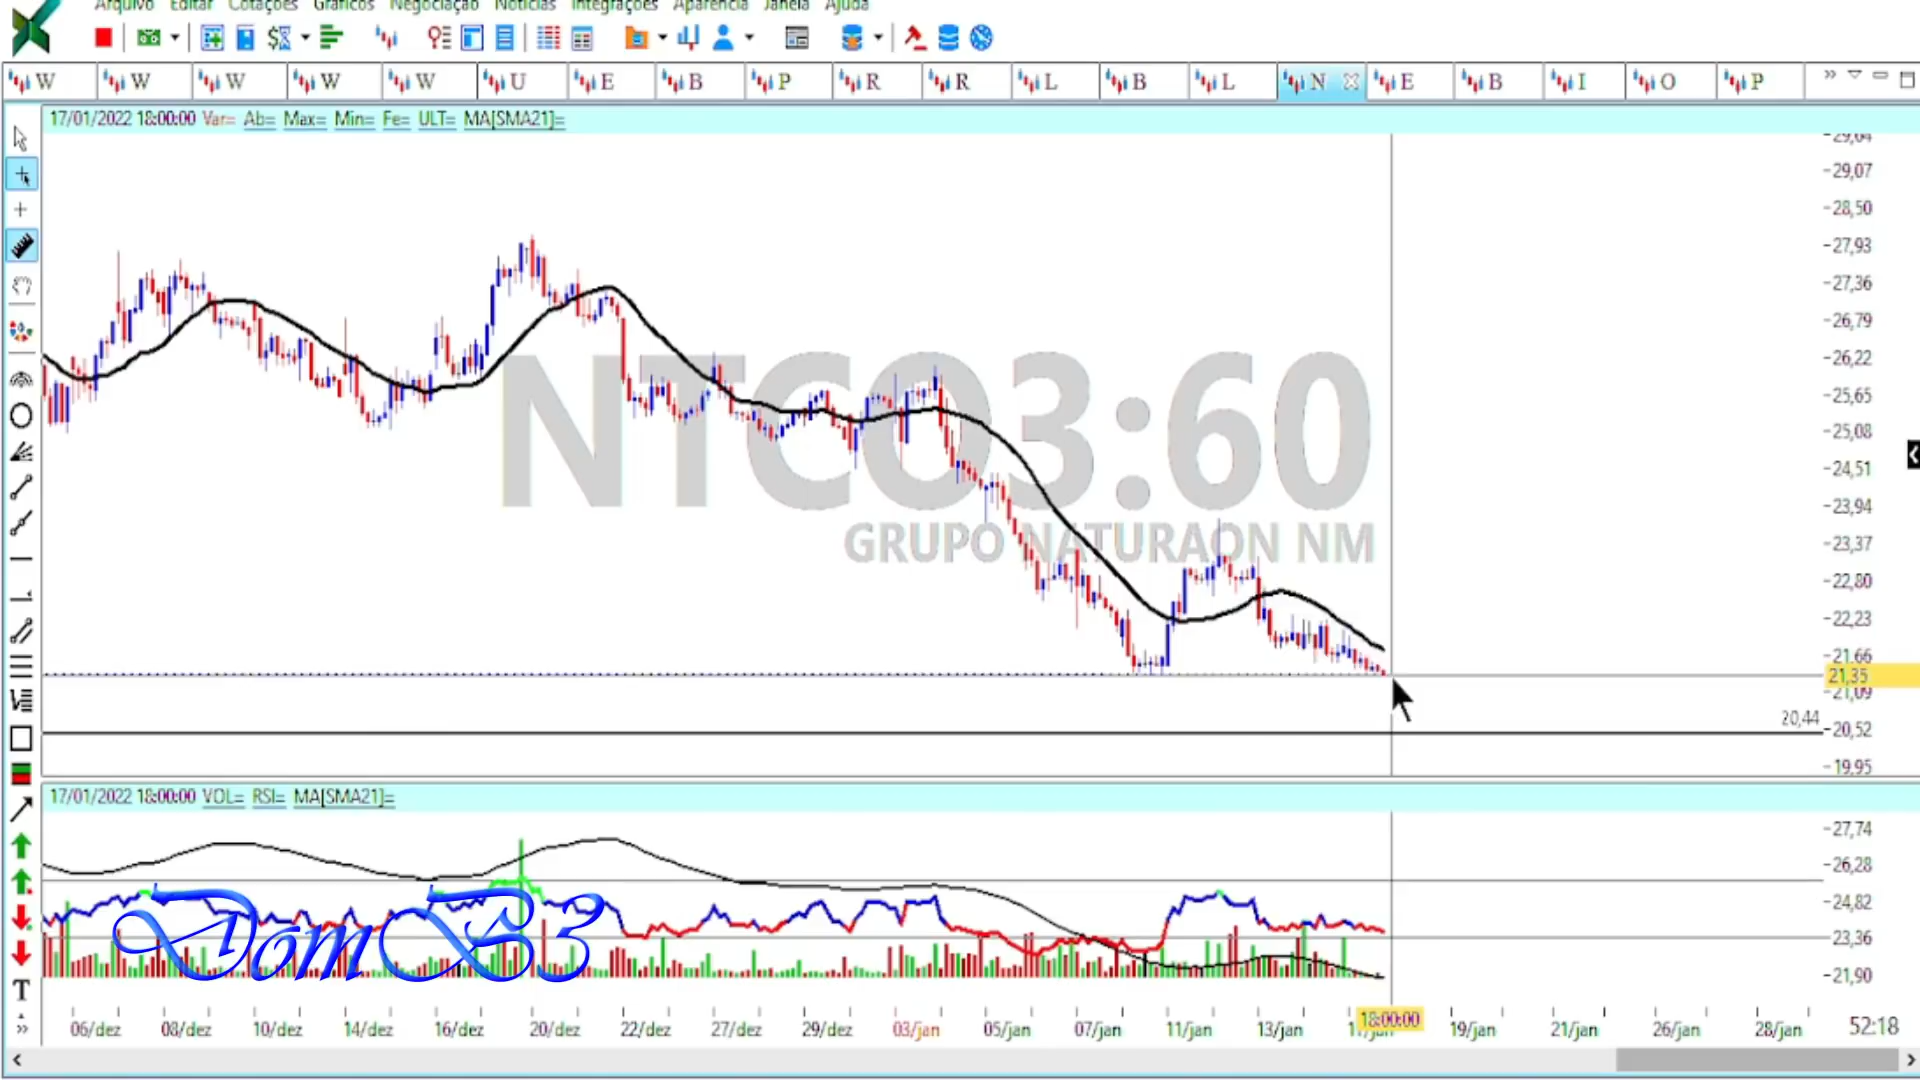 Arquivo Editar Cotações Gráficos Negociação Notícias Integrações Aparência Janela Ajuda
W W W W W U E B P R R L B L N E B I O P
17/01/2022 18:00:00 Var= Ab= Max= Min= Fe= ULT= MA[SMA21]=
29,64
29,07
28,50
27,93
27,36
26,79
26,22
25,65
25,08
24,51
23,94
23,37
22,80
22,23
21,66
21,35
21,09
20,44
20,52
19,95
NTCO3:60
GRUPO NATURAON NM
17/01/2022 18:00:00 VOL= RSI= MA[SMA21]=
27,74
26,28
24,82
23,36
21,90
DomB3
T
06/dez 08/dez 10/dez 14/dez 16/dez 20/dez 22/dez 27/dez 29/dez 03/jan 05/jan 07/jan 11/jan 13/jan 17/jan 18:00:00 19/jan 21/jan 26/jan 28/jan 52:18